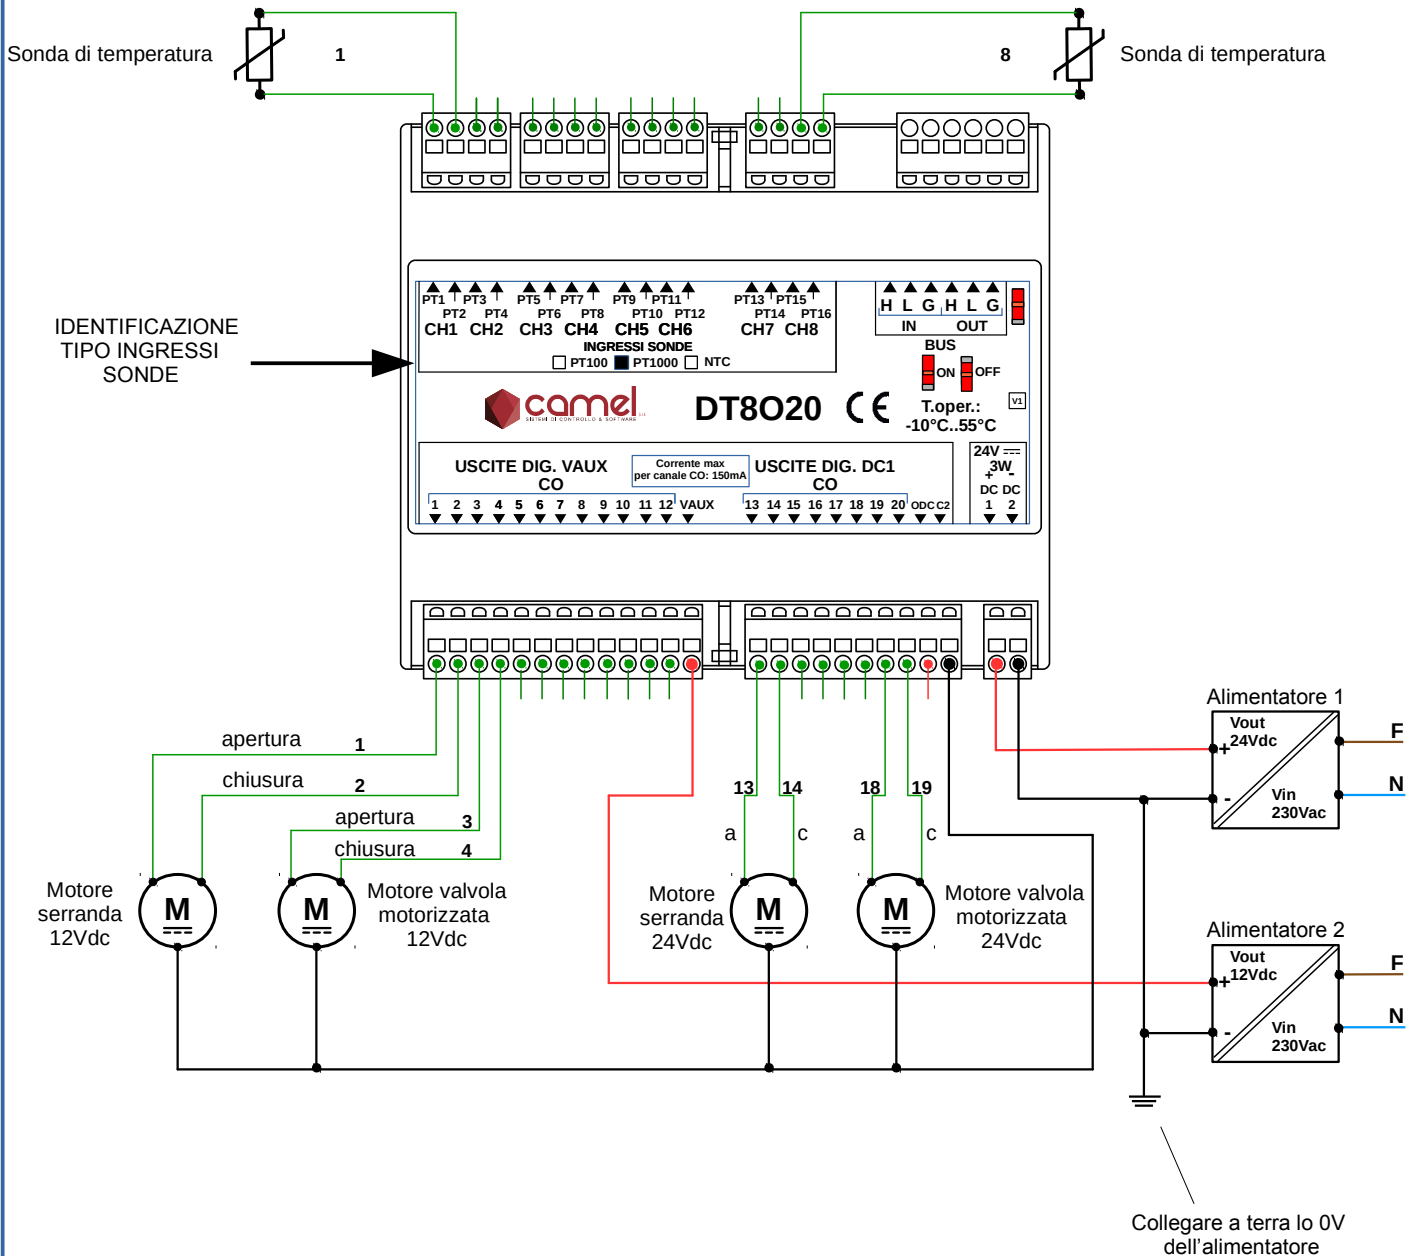 Sonda di temperatura
1
8
Sonda di temperatura
IDENTIFICAZIONE
TIPO INGRESSI
SONDE
PT1 PT3 PT5 PT7 PT9 PT11 PT13 PT15
PT2 PT4 PT6 PT8 PT10 PT12 PT14 PT16
CH1 CH2 CH3 CH4 CH5 CH6 CH7 CH8
INGRESSI SONDE
PT100 PT1000 NTC
H L G H L G
IN OUT
BUS
ON OFF
camel
SISTEMI DI CONTROLLO & SOFTWARE
DT8O20 CE
T.oper.:
-10°C..55°C
V1
USCITE DIG. VAUX
CO
Corrente max
per canale CO: 150mA
USCITE DIG. DC1
CO
1 2 3 4 5 6 7 8 9 10 11 12 VAUX
13 14 15 16 17 18 19 20 ODC C2
24V
3W
+ -
DC DC
1 2
apertura 1
chiusura 2
apertura 3
chiusura 4
13 14
a c
18 19
a c
Motore
serranda
12Vdc
M
M
Motore valvola
motorizzata
12Vdc
Motore
serranda
24Vdc
M
M
Motore valvola
motorizzata
24Vdc
Alimentatore 1
Vout
24Vdc
+
-
Vin
230Vac
F
N
Alimentatore 2
Vout
12Vdc
+
-
Vin
230Vac
F
N
Collegare a terra lo 0V
dell'alimentatore